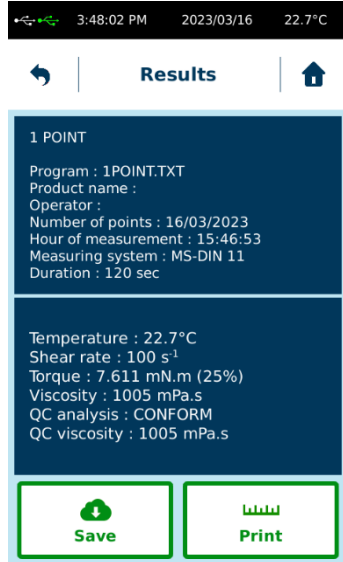 3:48:02 PM 2023/03/16 22.7°C
Results
1 POINT
Program : 1POINT.TXT
Product name :
Operator :
Number of points : 16/03/2023
Hour of measurement : 15:46:53
Measuring system : MS-DIN 11
Duration : 120 sec
Temperature : 22.7°C
Shear rate : 100 s⁻¹
Torque : 7.611 mN.m (25%)
Viscosity : 1005 mPa.s
QC analysis : CONFORM
QC viscosity : 1005 mPa.s
Save
Print